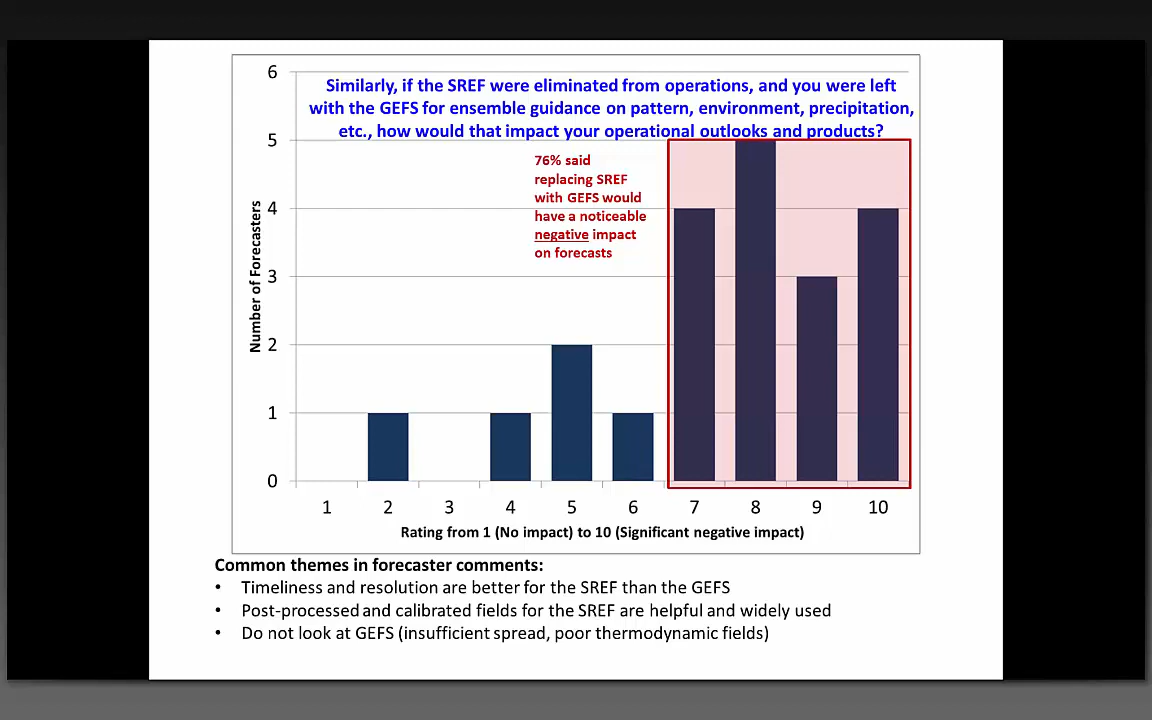 Similarly, if the SREF were eliminated from operations, and you were left
with the GEFS for ensemble guidance on pattern, environment, precipitation,
etc., how would that impact your operational outlooks and products?
76% said
replacing SREF
with GEFS would
have a noticeable
negative impact
on forecasts
Number of Forecasters
6
5
4
3
2
1
0
1 2 3 4 5 6 7 8 9 10
Rating from 1 (No impact) to 10 (Significant negative impact)
Common themes in forecaster comments:
• Timeliness and resolution are better for the SREF than the GEFS
• Post-processed and calibrated fields for the SREF are helpful and widely used
• Do not look at GEFS (insufficient spread, poor thermodynamic fields)